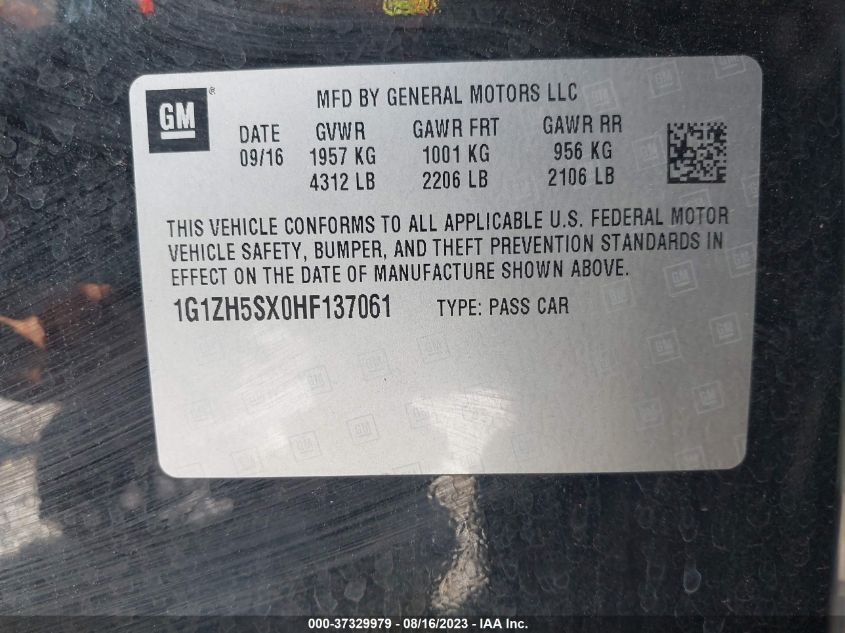 GM ® MFD BY GENERAL MOTORS LLC
DATE GVWR GAWR FRT GAWR RR
09/16 1957 KG 1001 KG 956 KG
4312 LB 2206 LB 2106 LB
THIS VEHICLE CONFORMS TO ALL APPLICABLE U.S. FEDERAL MOTOR
VEHICLE SAFETY, BUMPER, AND THEFT PREVENTION STANDARDS IN
EFFECT ON THE DATE OF MANUFACTURE SHOWN ABOVE.
1G1ZH5SX0HF137061 TYPE: PASS CAR
000-37329979 - 08/16/2023 - IAA Inc.